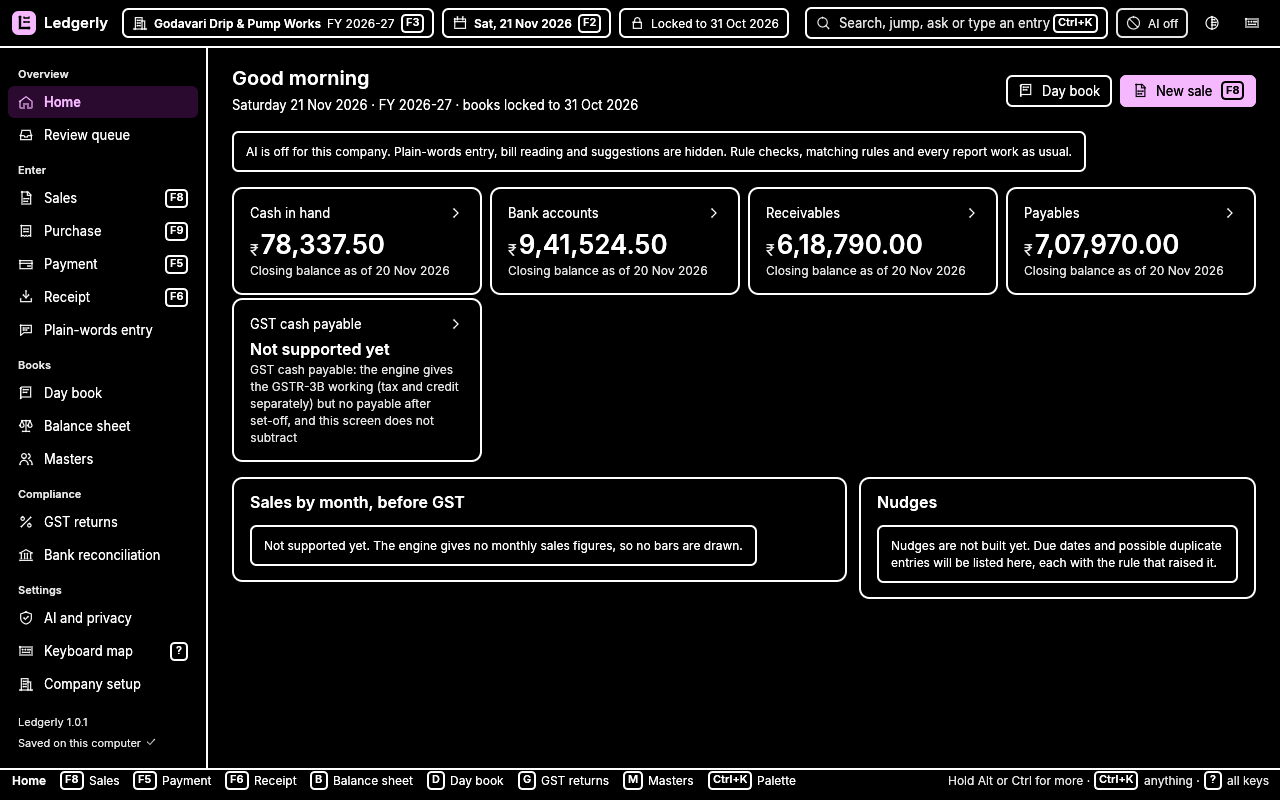 Ledgerly
Godavari Drip & Pump Works FY 2026-27 F3
Sat, 21 Nov 2026 F2
Locked to 31 Oct 2026
Search, jump, ask or type an entry Ctrl+K
AI off
Overview
Home
Review queue
Enter
Sales F8
Purchase F9
Payment F5
Receipt F6
Plain-words entry
Books
Day book
Balance sheet
Masters
Compliance
GST returns
Bank reconciliation
Settings
AI and privacy
Keyboard map ?
Company setup
Ledgerly 1.0.1
Saved on this computer
Good morning
Saturday 21 Nov 2026 · FY 2026-27 · books locked to 31 Oct 2026
Day book
New sale F8
AI is off for this company. Plain-words entry, bill reading and suggestions are hidden. Rule checks, matching rules and every report work as usual.
Cash in hand
₹78,337.50
Closing balance as of 20 Nov 2026
Bank accounts
₹9,41,524.50
Closing balance as of 20 Nov 2026
Receivables
₹6,18,790.00
Closing balance as of 20 Nov 2026
Payables
₹7,07,970.00
Closing balance as of 20 Nov 2026
GST cash payable
Not supported yet
GST cash payable: the engine gives
the GSTR-3B working (tax and credit
separately) but no payable after
set-off, and this screen does not
subtract
Sales by month, before GST
Not supported yet. The engine gives no monthly sales figures, so no bars are drawn.
Nudges
Nudges are not built yet. Due dates and possible duplicate
entries will be listed here, each with the rule that raised it.
Home F8 Sales F5 Payment F6 Receipt B Balance sheet D Day book G GST returns M Masters Ctrl+K Palette
Hold Alt or Ctrl for more · Ctrl+K anything · ? all keys